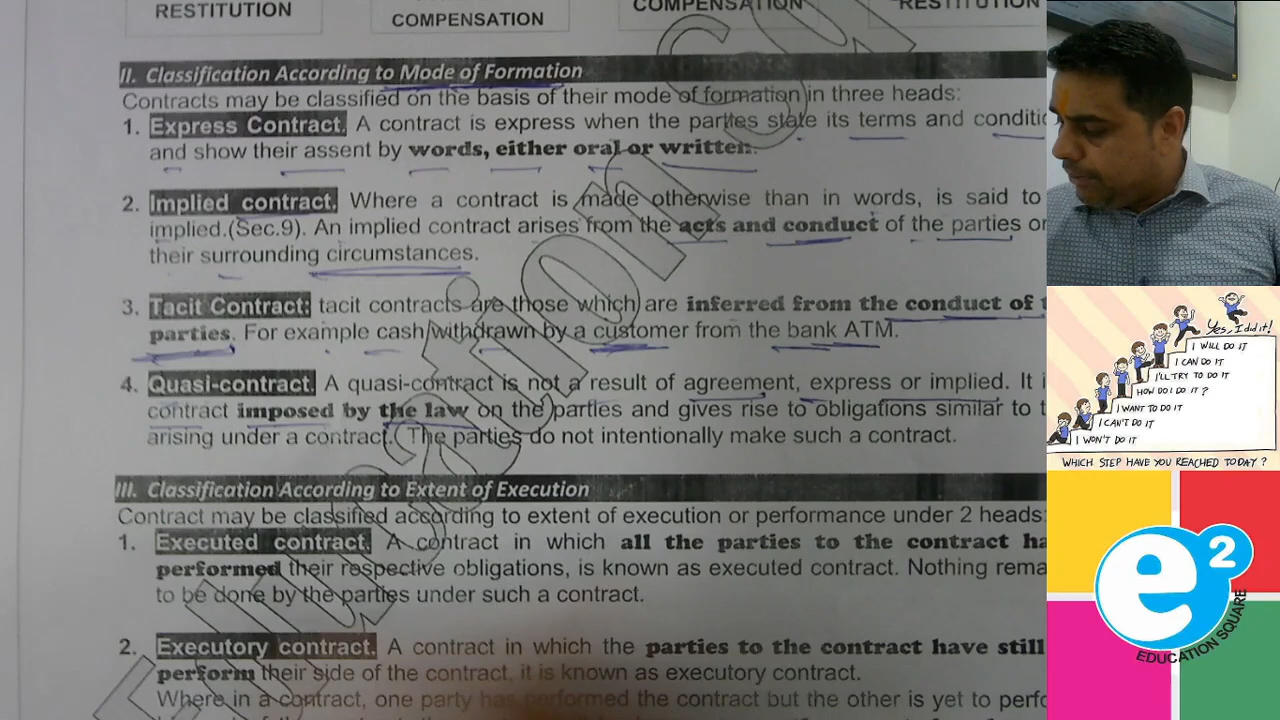 RESTITUTION
COMPENSATION
COMPENSATION
RESTITUTION
II. Classification According to Mode of Formation
Contracts may be classified on the basis of their mode of formation in three heads:
1. Express Contract. A contract is express when the parties state its terms and conditic
and show their assent by words, either oral or written.
2. Implied contract. Where a contract is made otherwise than in words, is said to
implied.(Sec.9). An implied contract arises from the acts and conduct of the parties or
their surrounding circumstances.
3. Tacit Contract: tacit contracts are those which are inferred from the conduct of t
parties. For example cash withdrawn by a customer from the bank ATM.
4. Quasi-contract. A quasi-contract is not a result of agreement, express or implied. It i
contract imposed by the law on the parties and gives rise to obligations similar to t
arising under a contract. The parties do not intentionally make such a contract.
III. Classification According to Extent of Execution
Contract may be classified according to extent of execution or performance under 2 heads:
1. Executed contract. A contract in which all the parties to the contract ha
performed their respective obligations, is known as executed contract. Nothing rema
to be done by the parties under such a contract.
2. Executory contract. A contract in which the parties to the contract have still
perform their side of the contract, it is known as executory contract.
Where in a contract, one party has performed the contract but the other is yet to perfo
Yes, I did it!
I WILL DO IT
I CAN DO IT
I'LL TRY TO DO IT
HOW DO I DO IT?
I WANT TO DO IT
I CAN'T DO IT
I WON'T DO IT
WHICH STEP HAVE YOU REACHED TODAY?
e2
EDUCATION SQUARE